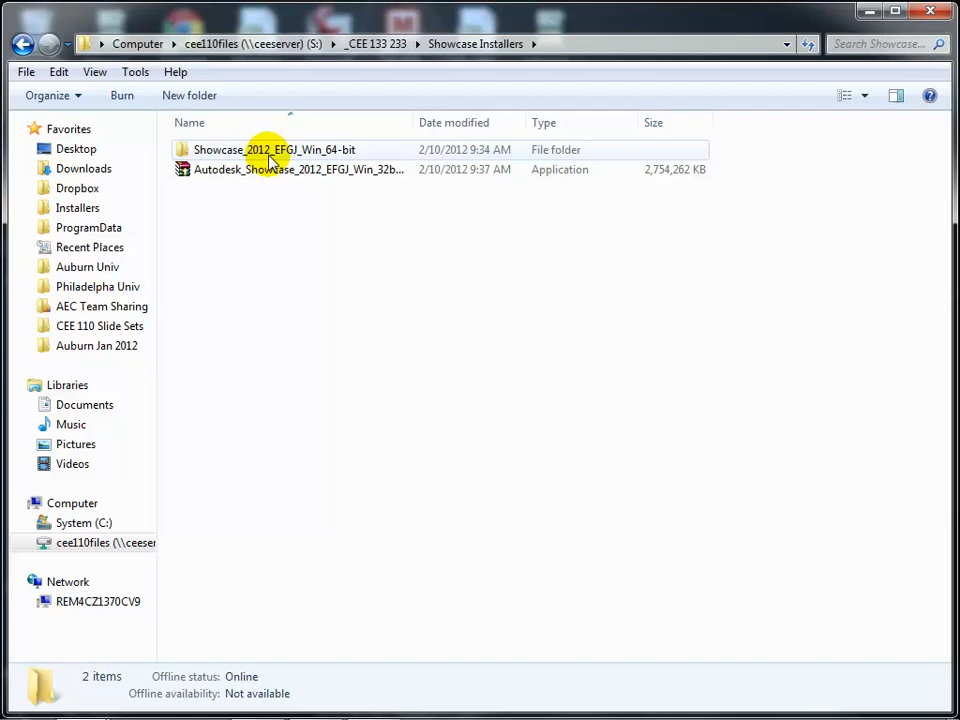 Computer
cee110files (\\ceeserver) (S:)
_CEE 133 233
Showcase Installers
Search Showcase...
File Edit View Tools Help
Organize Burn New folder
Name Date modified Type Size
Showcase_2012_EFGJ_Win_64-bit 2/10/2012 9:34 AM File folder
Autodesk_Showcase_2012_EFGJ_Win_32b... 2/10/2012 9:37 AM Application 2,754,262 KB
Favorites
Desktop
Downloads
Dropbox
Installers
ProgramData
Recent Places
Auburn Univ
Philadelpha Univ
AEC Team Sharing
CEE 110 Slide Sets
Auburn Jan 2012
Libraries
Documents
Music
Pictures
Videos
Computer
System (C:)
cee110files (\\ceeser
Network
REM4CZ1370CV9
2 items Offline status: Online
Offline availability: Not available